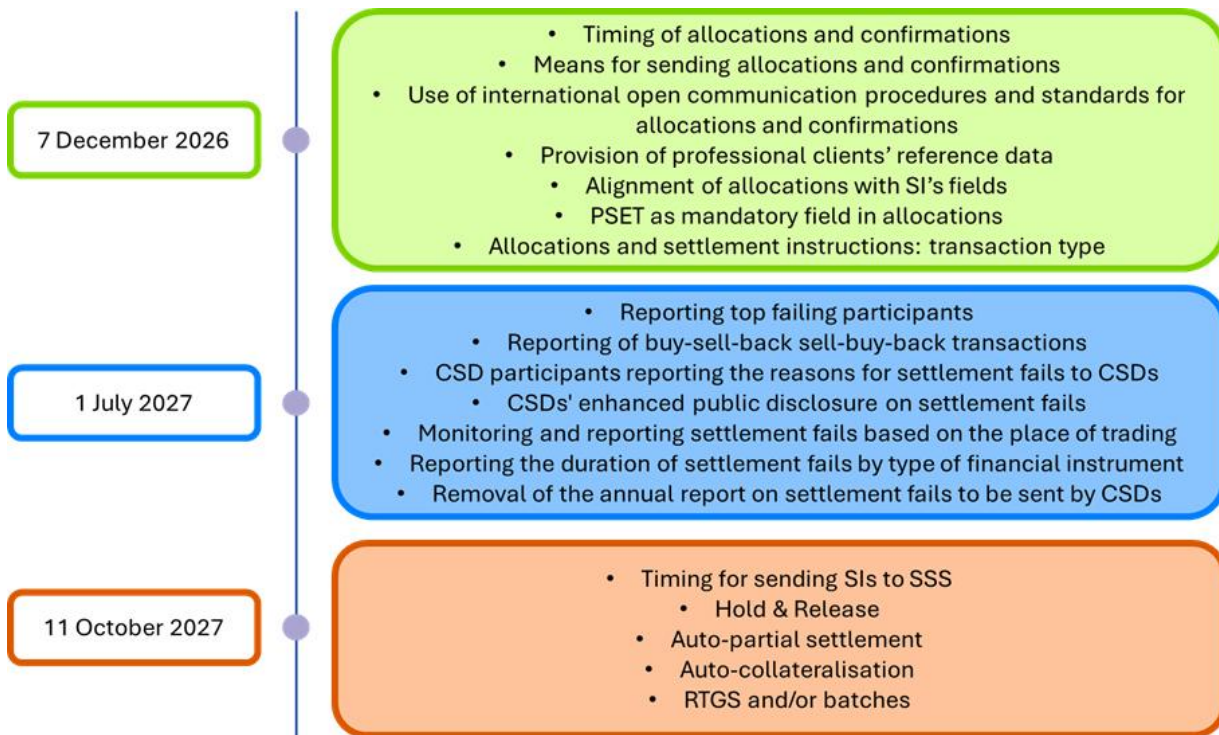 7 December 2026
• Timing of allocations and confirmations
• Means for sending allocations and confirmations
• Use of international open communication procedures and standards for
allocations and confirmations
• Provision of professional clients' reference data
• Alignment of allocations with SI's fields
• PSET as mandatory field in allocations
• Allocations and settlement instructions: transaction type
1 July 2027
• Reporting top failing participants
• Reporting of buy-sell-back sell-buy-back transactions
• CSD participants reporting the reasons for settlement fails to CSDs
• CSDs' enhanced public disclosure on settlement fails
• Monitoring and reporting settlement fails based on the place of trading
• Reporting the duration of settlement fails by type of financial instrument
• Removal of the annual report on settlement fails to be sent by CSDs
11 October 2027
• Timing for sending SIs to SSS
• Hold & Release
• Auto-partial settlement
• Auto-collateralisation
• RTGS and/or batches